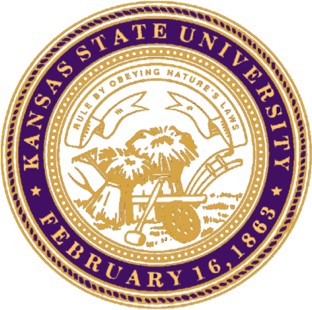 KANSAS STATE UNIVERSITY
RULE BY OBEYING NATURE'S LAWS
FEBRUARY 16, 1863